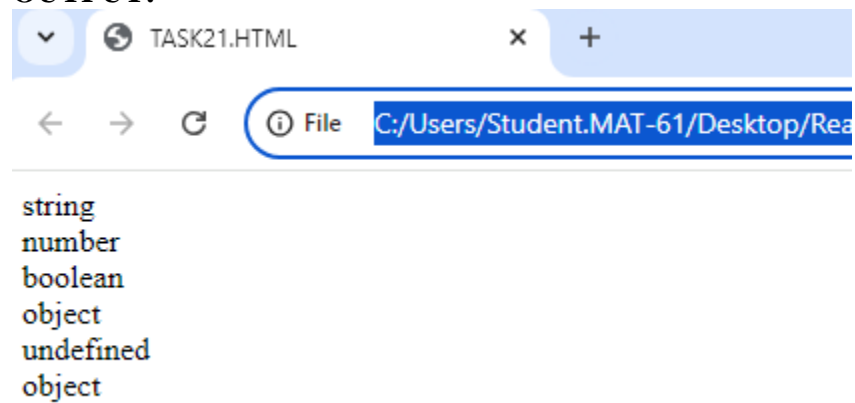 TASK21.HTML
File C:/Users/Student.MAT-61/Desktop/Rea
string
number
boolean
object
undefined
object